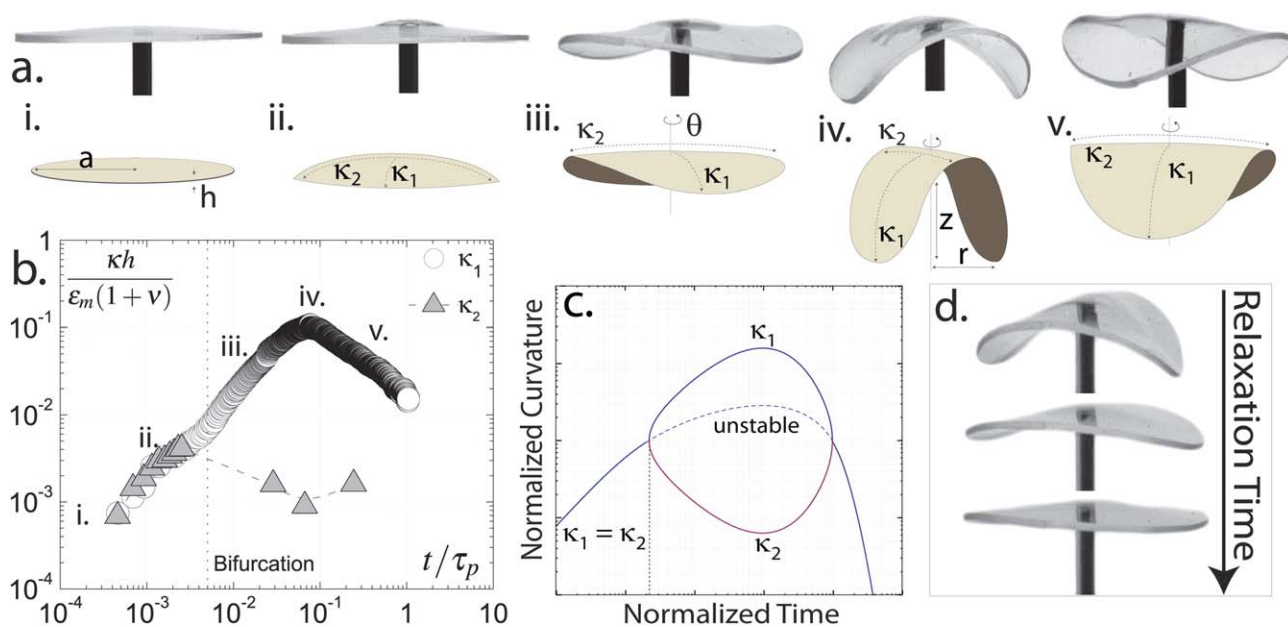 a.
i.
ii.
iii.
iv.
v.
a
h
κ₂
κ₁
κ₂
θ
κ₁
κ₂
κ₁
z
r
κ₂
κ₁
b.
κh
εₘ(1 + ν)
κ₁
κ₂
i.
ii.
iii.
iv.
v.
Bifurcation
t/τₚ
1
10⁻¹
10⁻²
10⁻³
10⁻⁴
10⁻⁴ 10⁻³ 10⁻² 10⁻¹ 1 10
c.
κ₁
unstable
κ₁ = κ₂
κ₂
Normalized Curvature
Normalized Time
d.
Relaxation Time